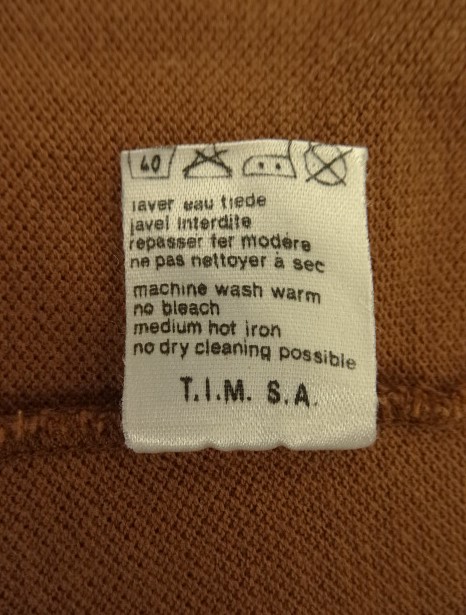 40
laver eau tiede
javel interdite
repasser fer modéré
ne pas nettoyer à sec
machine wash warm
no bleach
medium hot iron
no dry cleaning possible
T.I.M. S.A.